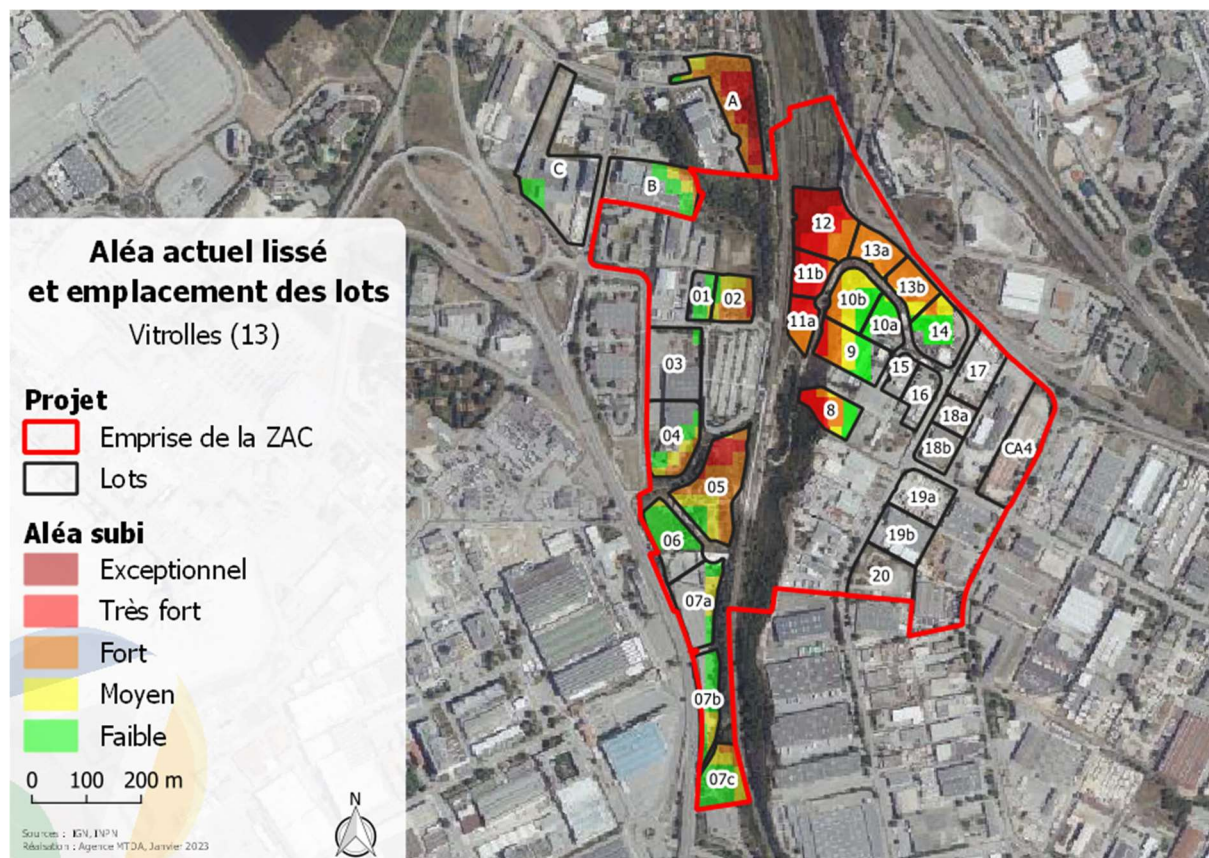 Aléa actuel lissé
et emplacement des lots
Vitrolles (13)
Projet
Emprise de la ZAC
Lots
Aléa subi
Exceptionnel
Très fort
Fort
Moyen
Faible
0 100 200 m
N
Sources : IGN, INPN
Réalisation : Agence MTDA, Janvier 2023
A
C
B
12
13a
11b
13b
01
02
10b
11a
10a
14
9
03
15
17
16
8
18a
04
18b
CA4
05
19a
19b
06
20
07a
07b
07c